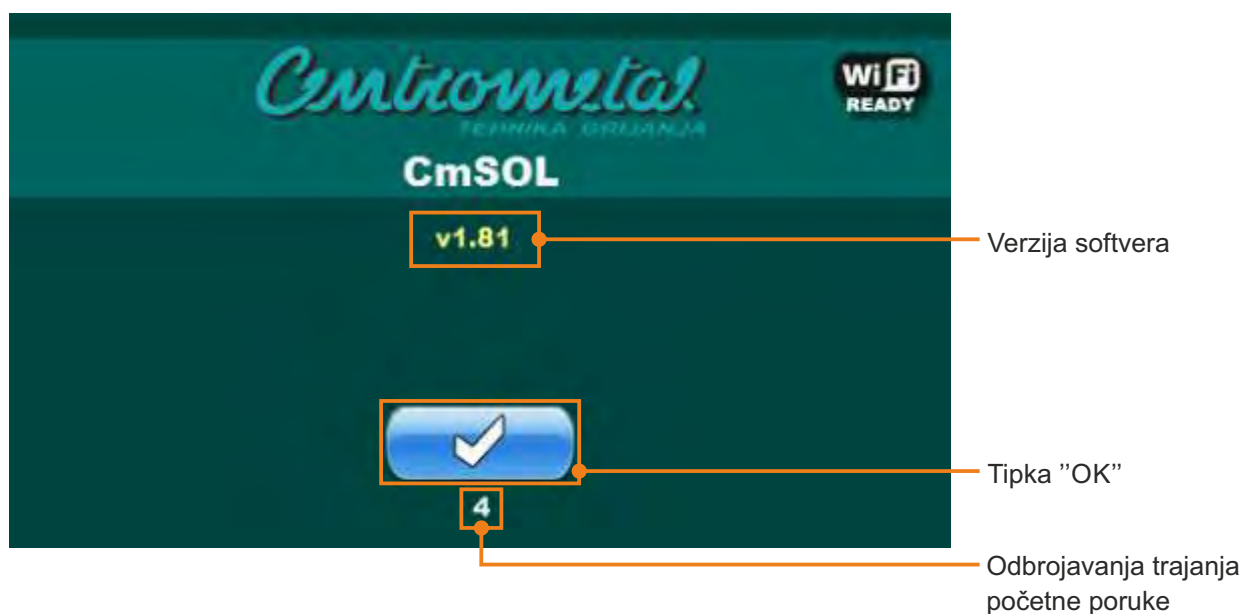 Centrometal
TEHNIKA GRIJANJA
WiFi
READY
CmSOL
v1.81
Verzija softvera
Tipka ’’OK’’
4
Odbrojavanja trajanja
početne poruke